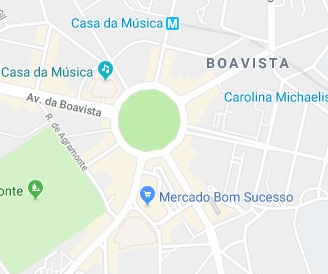 Casa da Música M
BOAVISTA
Casa da Música
Av. da Boavista
Carolina Michaelis
R. de Agramonte
onte
Mercado Bom Sucesso